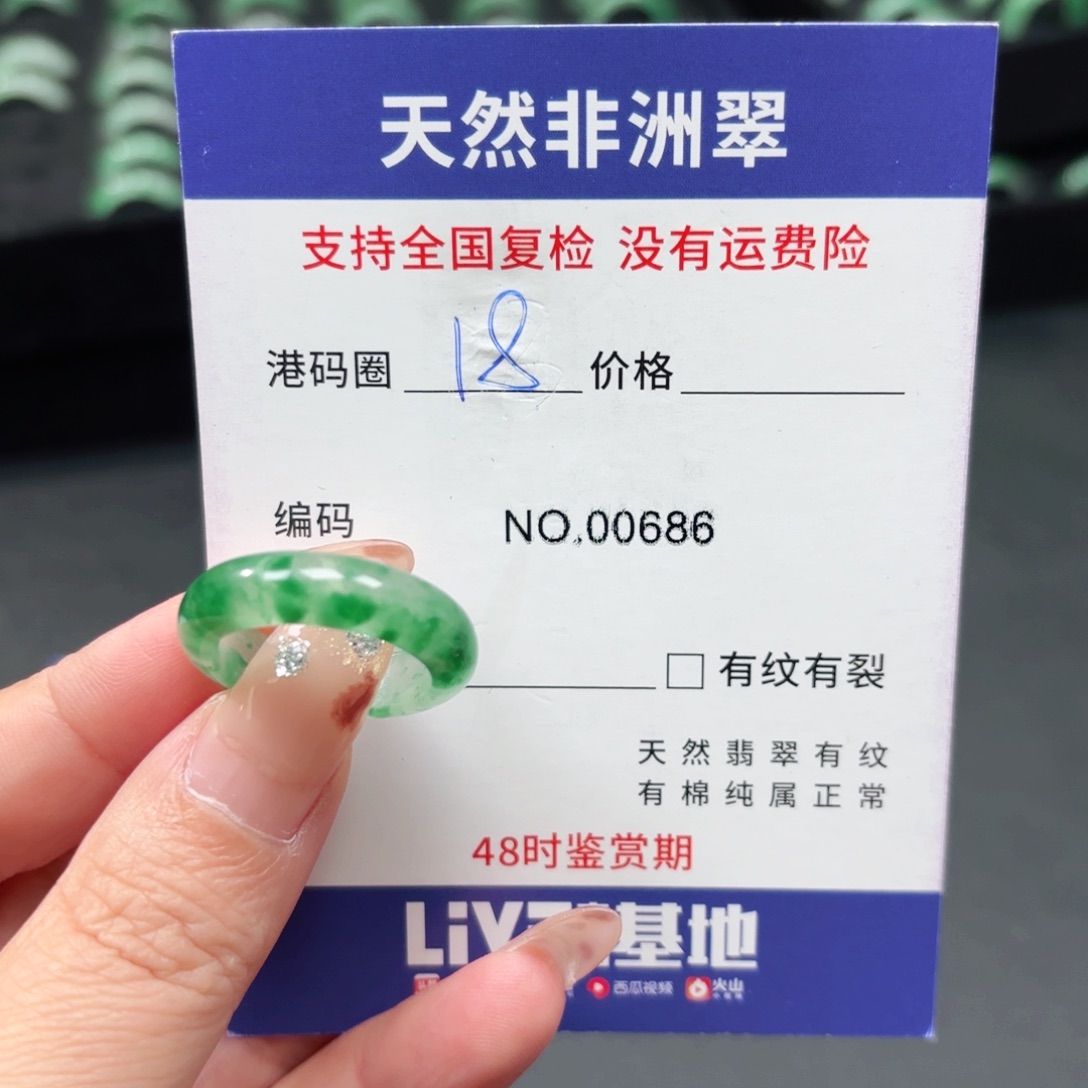 天然非洲翠
支持全国复检 没有运费险
港码圈 18 价格
编码 NO.00686
有纹有裂
天然翡翠有纹
有棉纯属正常
48时鉴赏期
基地
西瓜视频 火山